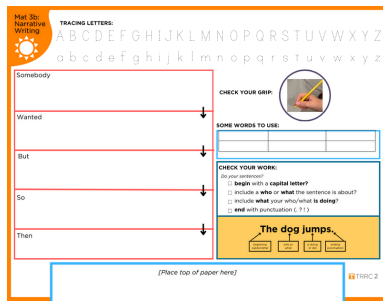 Mat 3b:
Narrative
Writing
TRACING LETTERS:
A B C D E F G H I J K L M N O P Q R S T U V W X Y Z
a b c d e f g h i j k l m n o p q r s t u v w x y z
Somebody
Wanted
But
So
Then
CHECK YOUR GRIP:
SOME WORDS TO USE:
CHECK YOUR WORK:
Do your sentences?
begin with a capital letter?
include a who or what the sentence is about?
include what your who/what is doing?
end with punctuation (. ? ! )
The dog jumps.
[Place top of paper here]
TRRC 2